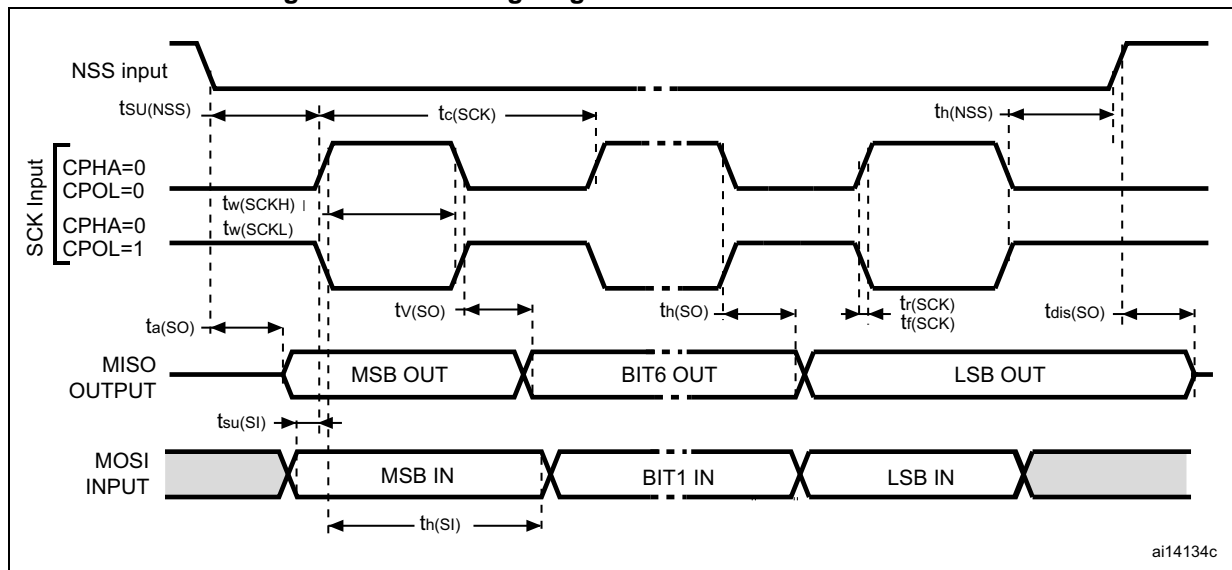 NSS input
tSU(NSS)
tc(SCK)
th(NSS)
SCK Input
CPHA=0
CPOL=0
tw(SCKH)
CPHA=0
tw(SCKL)
CPOL=1
ta(SO)
tV(SO)
th(SO)
tr(SCK)
tf(SCK)
tdis(SO)
MISO
OUTPUT
MSB OUT
BIT6 OUT
LSB OUT
tsu(SI)
MOSI
INPUT
MSB IN
BIT1 IN
LSB IN
th(SI)
ai14134c